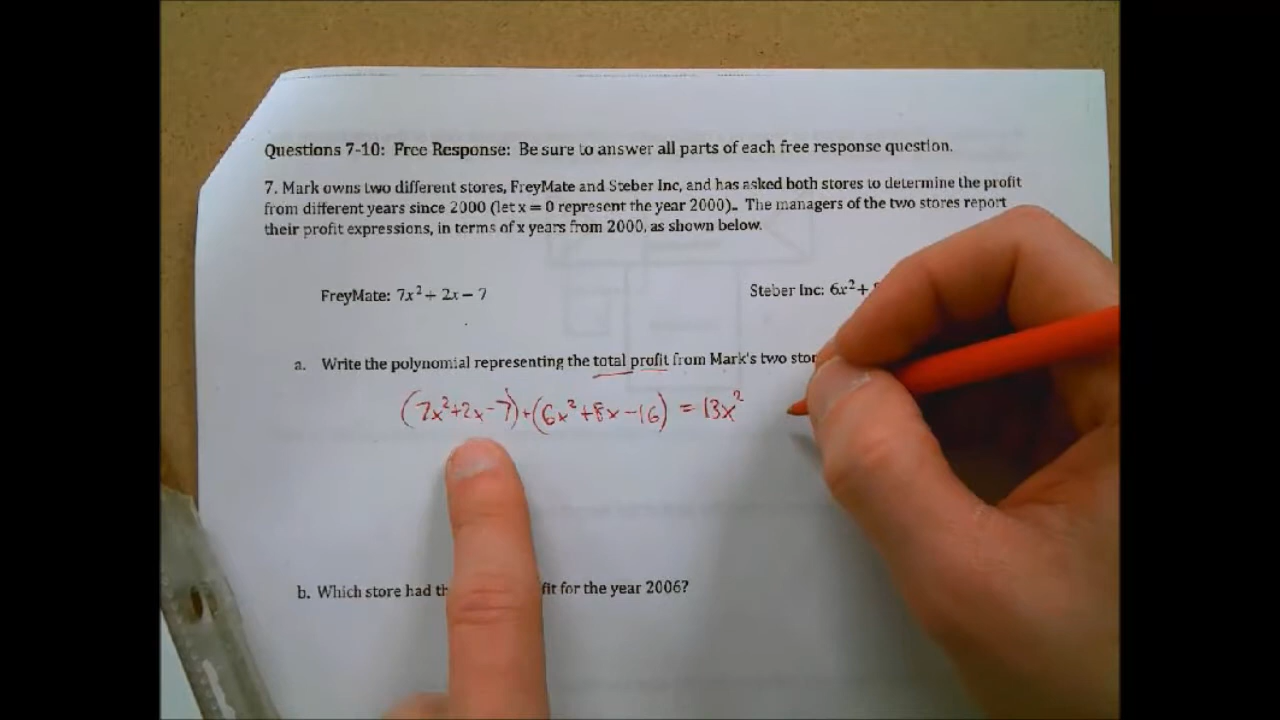 Questions 7-10: Free Response: Be sure to answer all parts of each free response question.
7. Mark owns two different stores, FreyMate and Steber Inc, and has asked both stores to determine the profit
from different years since 2000 (let x = 0 represent the year 2000). The managers of the two stores report
their profit expressions, in terms of x years from 2000, as shown below.
FreyMate: 7x² + 2x – 7
Steber Inc: 6x² +
a. Write the polynomial representing the total profit from Mark's two
(7x²+2x-7)+(6x²+8x-16) = 13x²
b. Which store had for the year 2006?